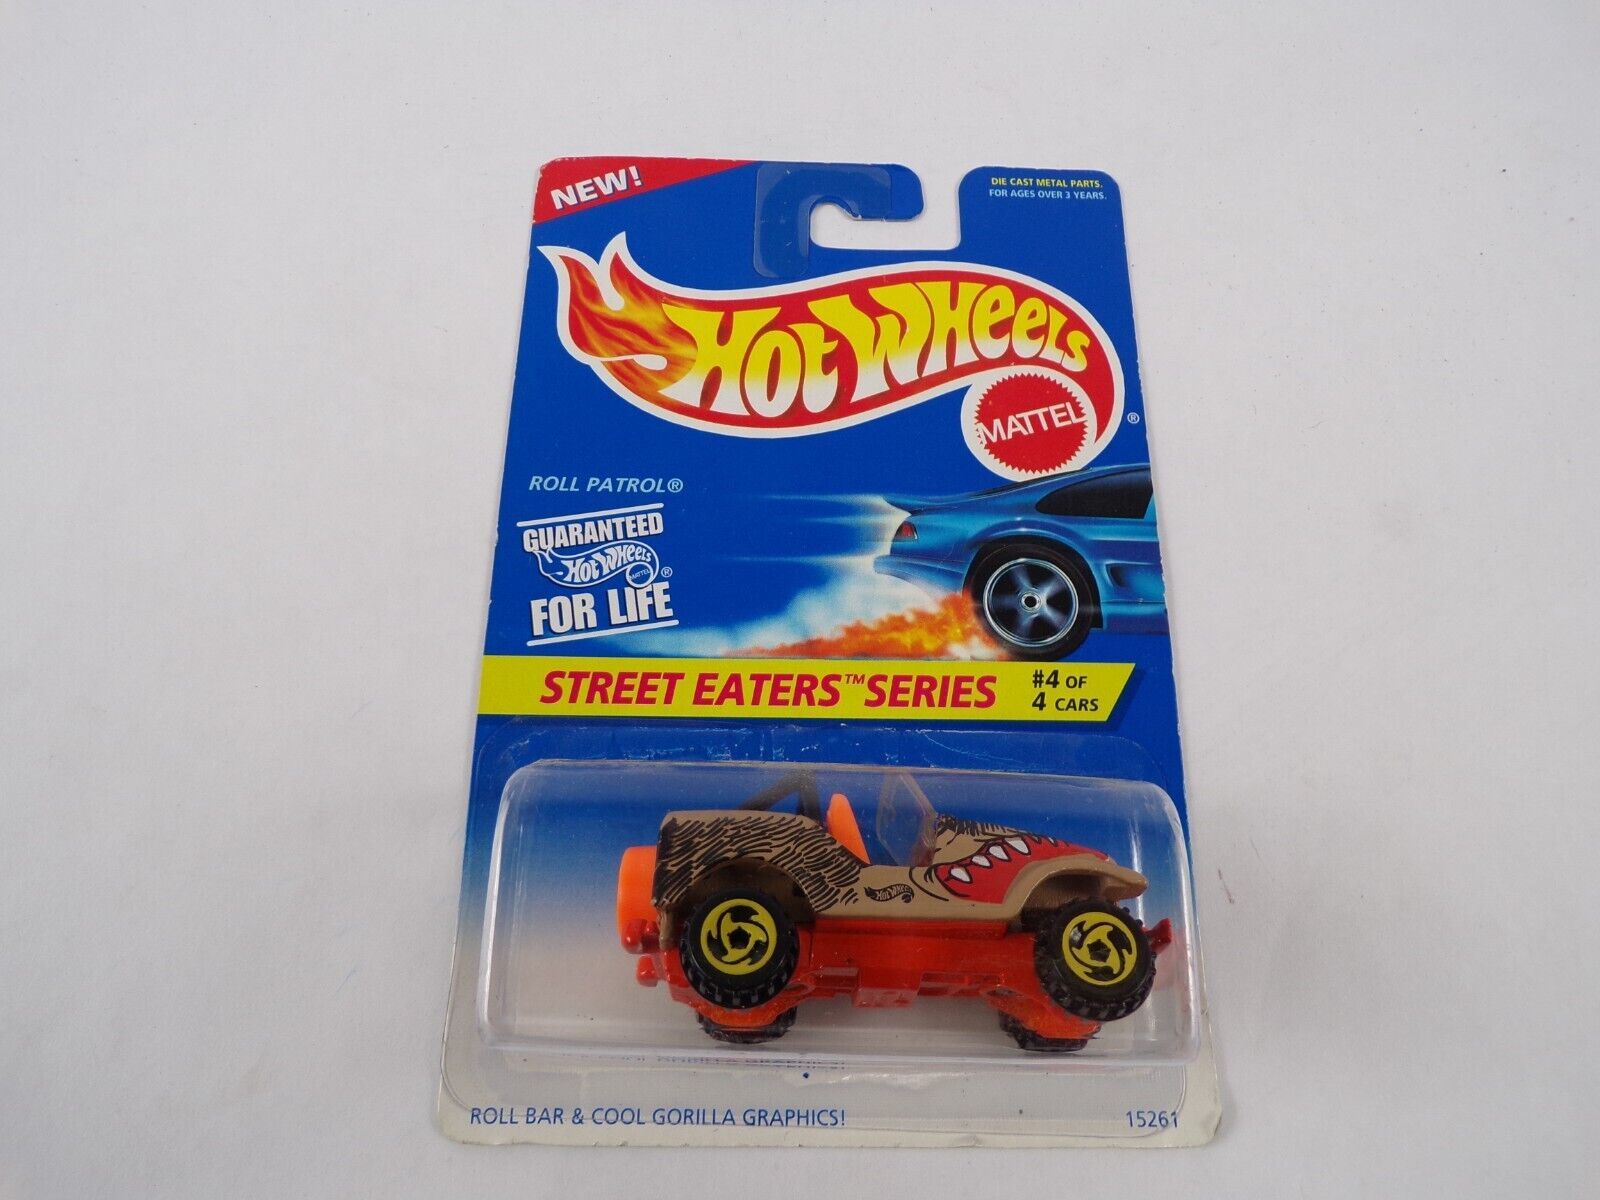 NEW!
DIE CAST METAL PARTS.
FOR AGES OVER 3 YEARS.
HOT WHEELS
MATTEL
®
ROLL PATROL®
GUARANTEED
HOT WHEELS
MATTEL
®
FOR LIFE
STREET EATERS™ SERIES
#4 OF
4 CARS
HOT WHEELS
ROLL BAR & COOL GORILLA GRAPHICS!
15261